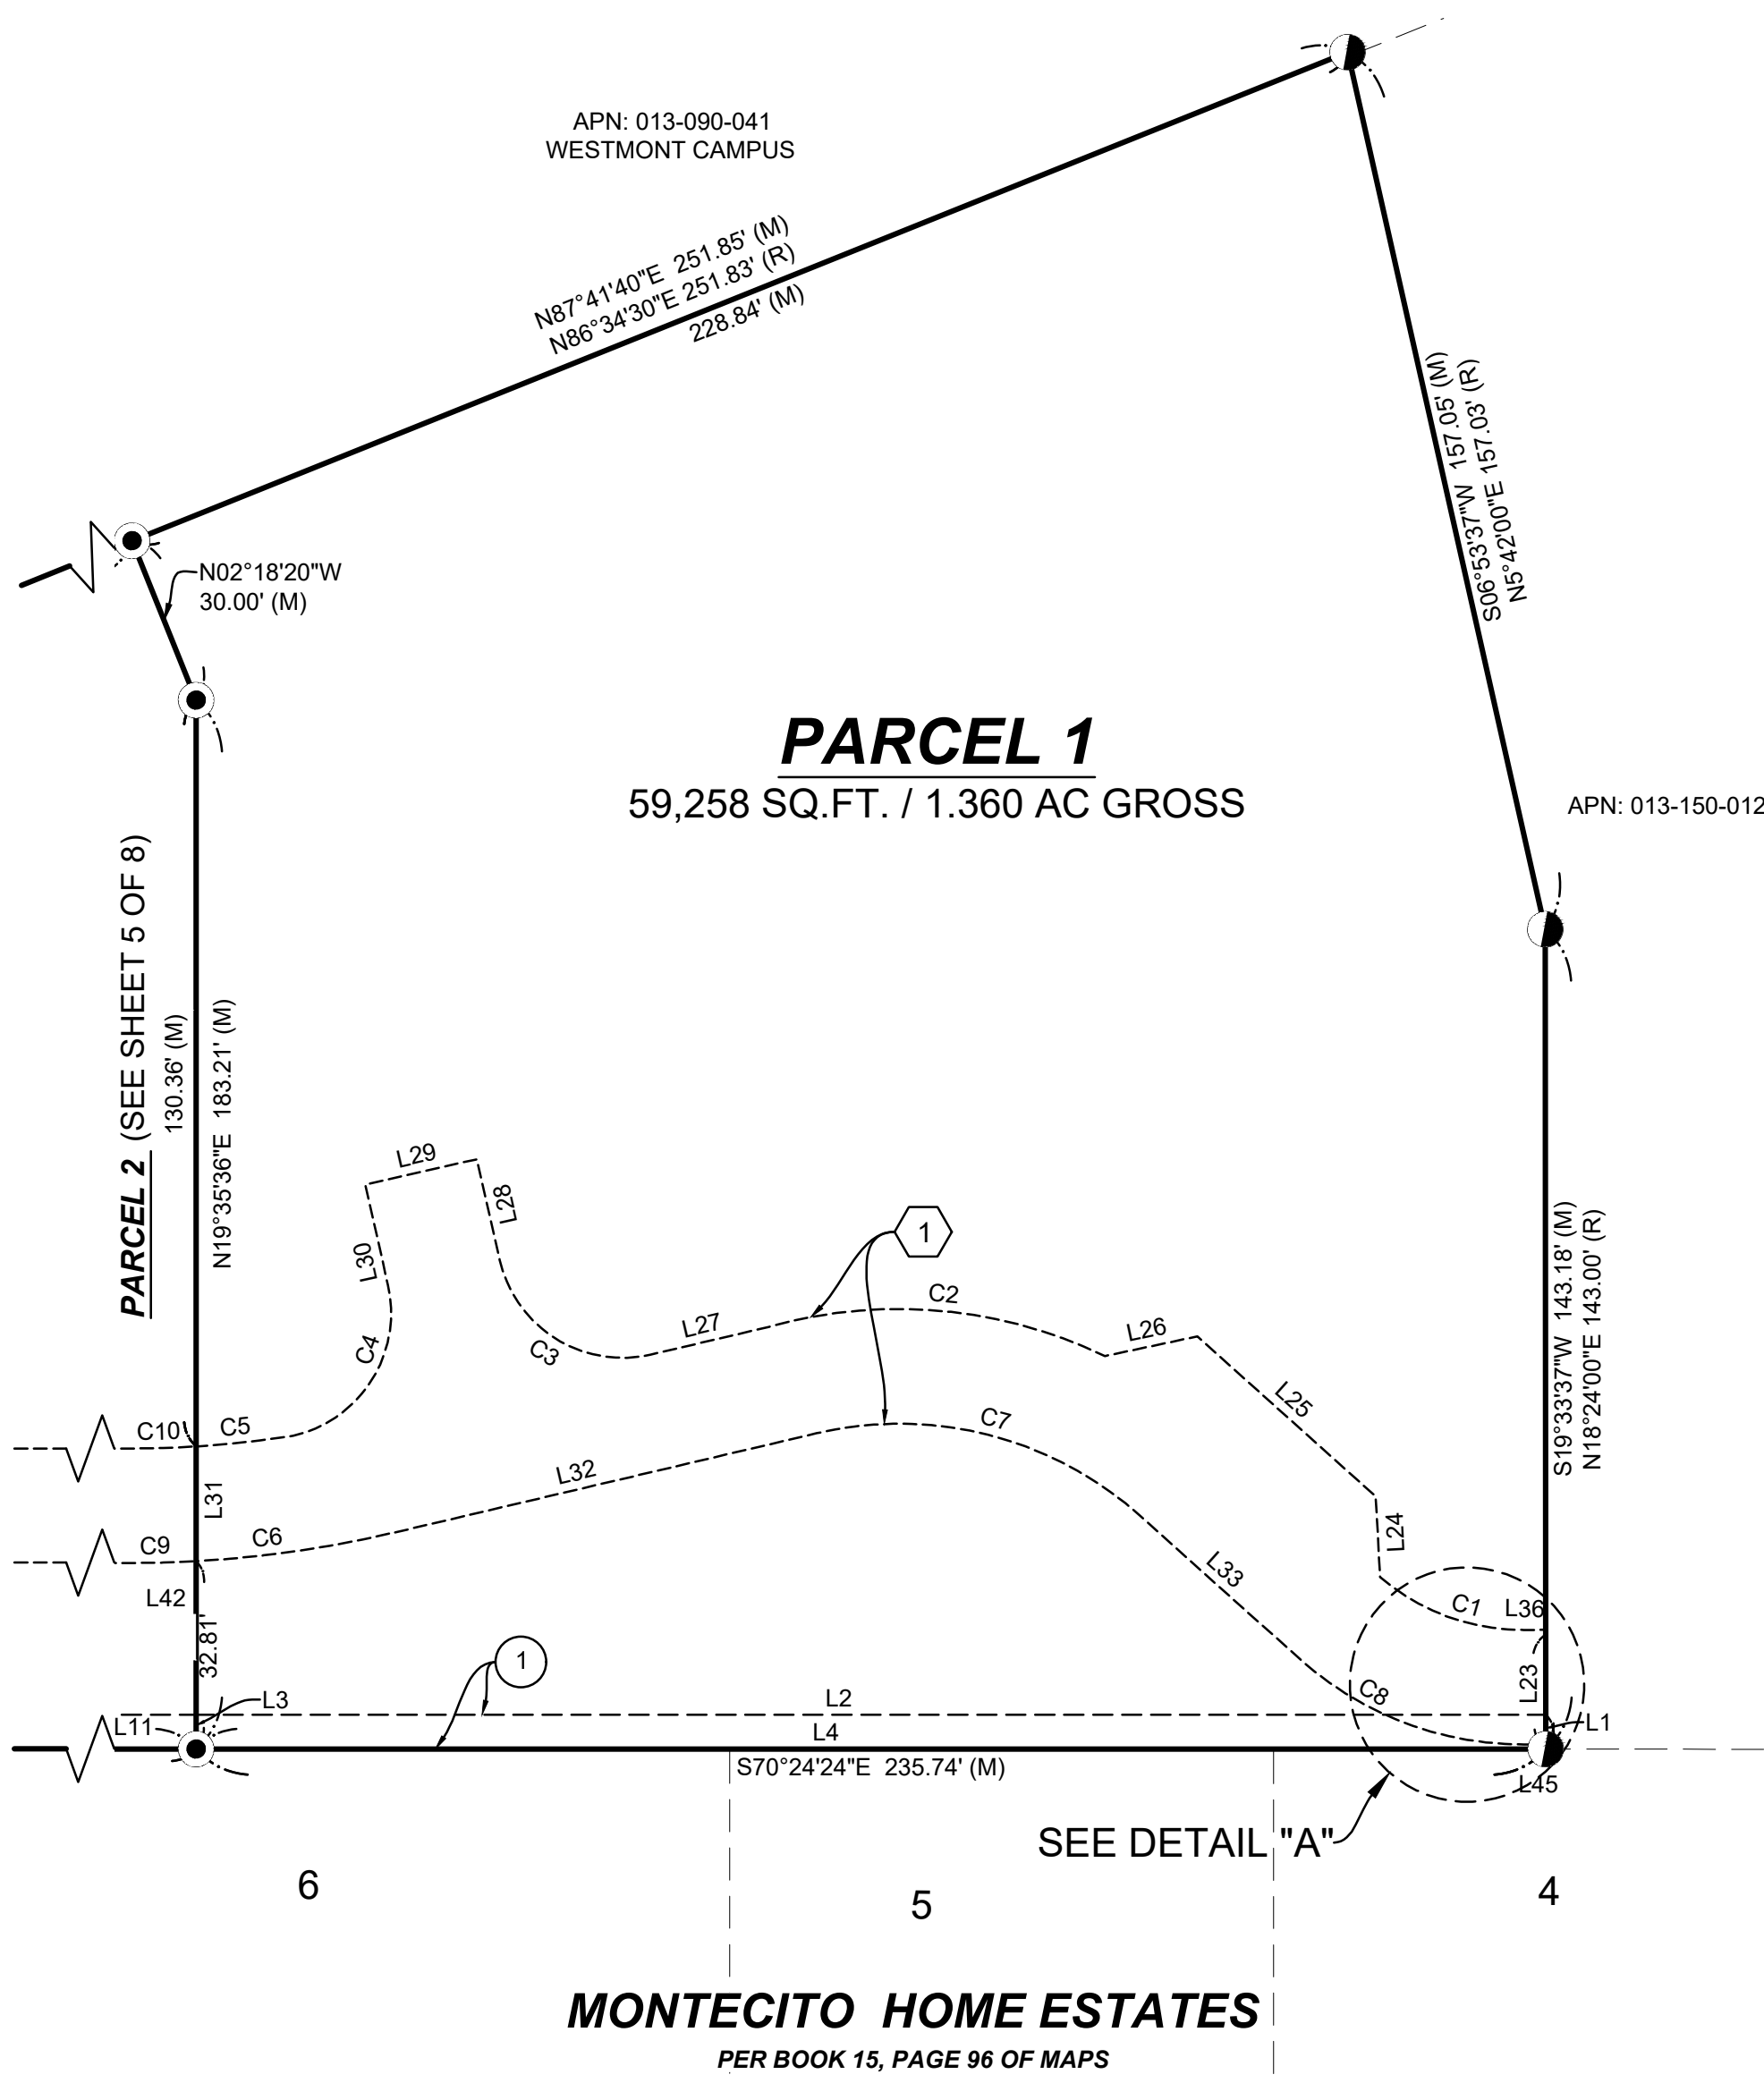 APN: 013-090-041
WESTMONT CAMPUS
N87°41'40"E 251.85' (M)
N86°34'30"E 251.83' (R)
228.84' (M)
S06°53'37"W 157.05' (M)
N5°42'00"E 157.03' (R)
N02°18'20"W
30.00' (M)
PARCEL 1
59,258 SQ.FT. / 1.360 AC GROSS
APN: 013-150-012
PARCEL 2 (SEE SHEET 5 OF 8)
130.36' (M)
N19°35'36"E 183.21' (M)
L29
L28
L30
1
C2
L27
L26
C3
C4
L25
S19°33'37"W 143.18' (M)
N18°24'00"E 143.00' (R)
C10
C5
C7
L32
L31
L24
C9
C6
L33
L42
C1
L36
32.81'
1
L23
L3
L2
C8
L11
L4
L1
S70°24'24"E 235.74' (M)
L45
SEE DETAIL "A"
6
5
4
MONTECITO HOME ESTATES
PER BOOK 15, PAGE 96 OF MAPS